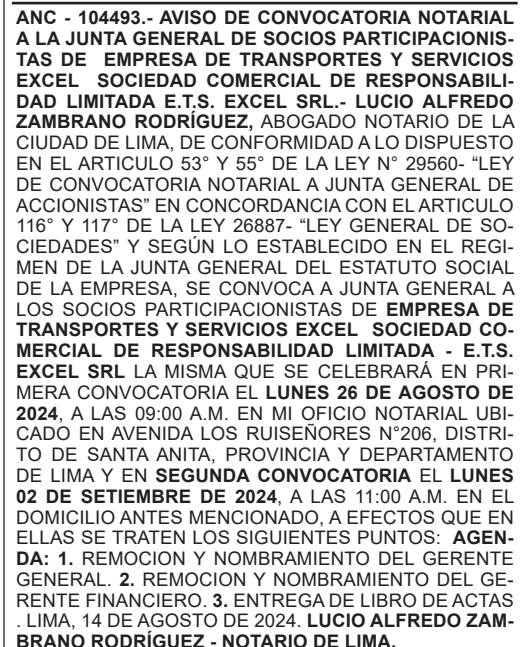 ANC - 104493.- AVISO DE CONVOCATORIA NOTARIAL
A LA JUNTA GENERAL DE SOCIOS PARTICIPACIONIS-
TAS DE EMPRESA DE TRANSPORTES Y SERVICIOS
EXCEL SOCIEDAD COMERCIAL DE RESPONSABILI-
DAD LIMITADA E.T.S. EXCEL SRL.- LUCIO ALFREDO
ZAMBRANO RODRÍGUEZ, ABOGADO NOTARIO DE LA
CIUDAD DE LIMA, DE CONFORMIDAD A LO DISPUESTO
EN EL ARTICULO 53° Y 55° DE LA LEY N° 29560- “LEY
DE CONVOCATORIA NOTARIAL A JUNTA GENERAL DE
ACCIONISTAS” EN CONCORDANCIA CON EL ARTICULO
116° Y 117° DE LA LEY 26887- “LEY GENERAL DE SO-
CIEDADES” Y SEGÚN LO ESTABLECIDO EN EL REGI-
MEN DE LA JUNTA GENERAL DEL ESTATUTO SOCIAL
DE LA EMPRESA, SE CONVOCA A JUNTA GENERAL A
LOS SOCIOS PARTICIPACIONISTAS DE EMPRESA DE
TRANSPORTES Y SERVICIOS EXCEL SOCIEDAD CO-
MERCIAL DE RESPONSABILIDAD LIMITADA - E.T.S.
EXCEL SRL LA MISMA QUE SE CELEBRARÁ EN PRI-
MERA CONVOCATORIA EL LUNES 26 DE AGOSTO DE
2024, A LAS 09:00 A.M. EN MI OFICIO NOTARIAL UBI-
CADO EN AVENIDA LOS RUISEÑORES N°206, DISTRI-
TO DE SANTA ANITA, PROVINCIA Y DEPARTAMENTO
DE LIMA Y EN SEGUNDA CONVOCATORIA EL LUNES
02 DE SETIEMBRE DE 2024, A LAS 11:00 A.M. EN EL
DOMICILIO ANTES MENCIONADO, A EFECTOS QUE EN
ELLAS SE TRATEN LOS SIGUIENTES PUNTOS: AGEN-
DA: 1. REMOCION Y NOMBRAMIENTO DEL GERENTE
GENERAL. 2. REMOCION Y NOMBRAMIENTO DEL GE-
RENTE FINANCIERO. 3. ENTREGA DE LIBRO DE ACTAS
. LIMA, 14 DE AGOSTO DE 2024. LUCIO ALFREDO ZAM-
BRANO RODRÍGUEZ - NOTARIO DE LIMA.